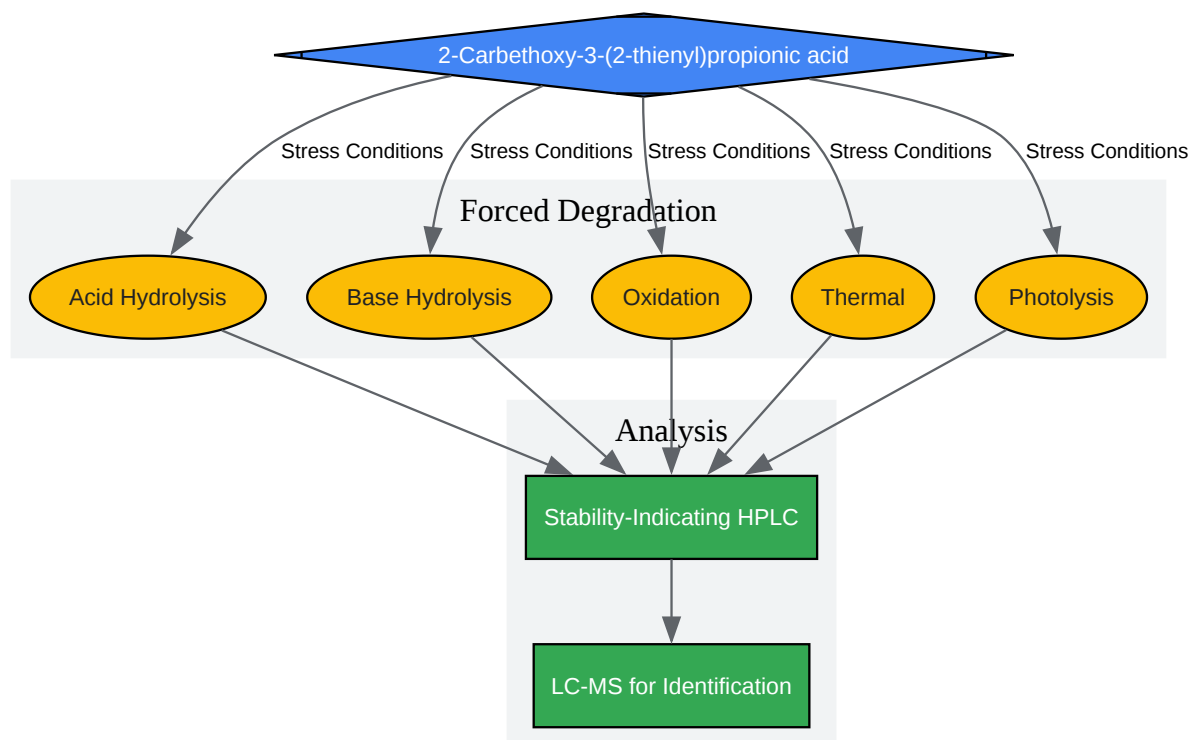 2-Carbethoxy-3-(2-thienyl)propionic acid
Stress Conditions
Stress Conditions
Stress Conditions
Stress Conditions
Stress Conditions
Forced Degradation
Acid Hydrolysis
Base Hydrolysis
Oxidation
Thermal
Photolysis
Analysis
Stability-Indicating HPLC
LC-MS for Identification